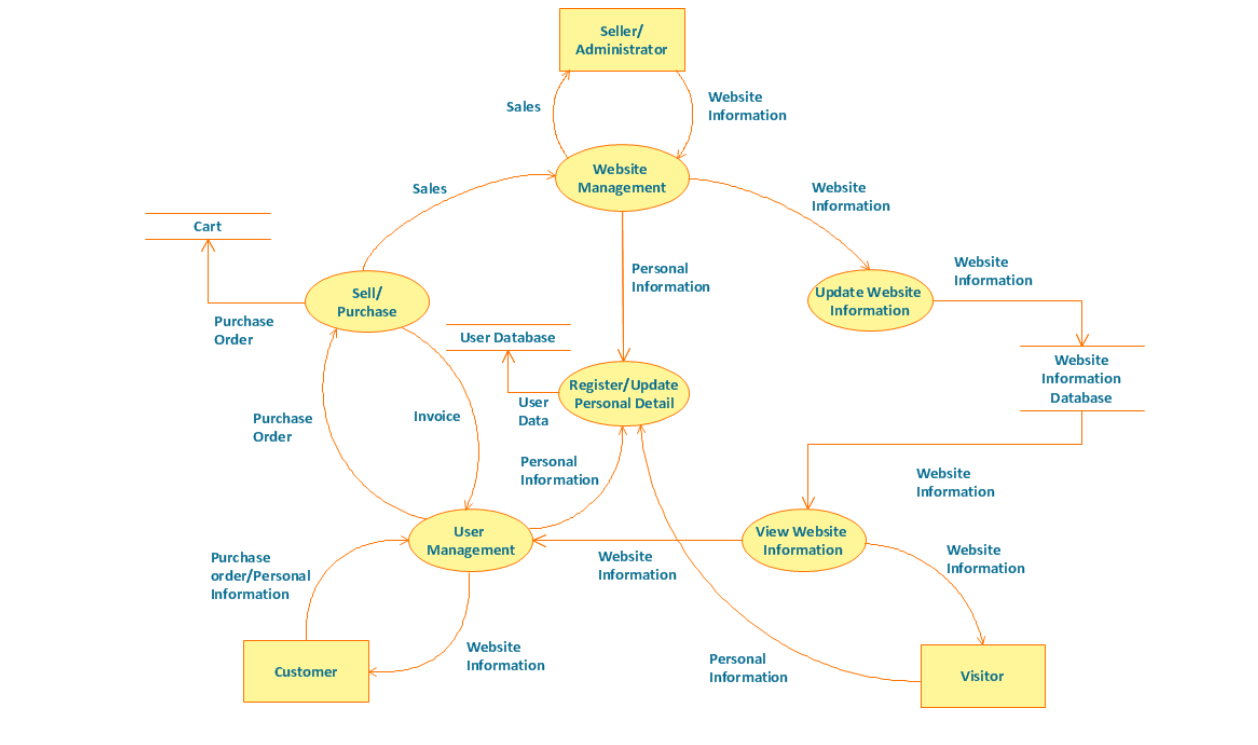 Seller/
Administrator
Sales
Website
Information
Website
Management
Sales
Website
Information
Cart
Personal
Information
Website
Information
Sell/
Purchase
Update Website
Information
Purchase
Order
User Database
Website
Information
Database
Register/Update
Personal Detail
User
Data
Purchase
Order
Invoice
Personal
Information
Website
Information
User
Management
View Website
Information
Purchase
order/Personal
Information
Website
Information
Website
Information
Website
Information
Personal
Information
Customer
Visitor